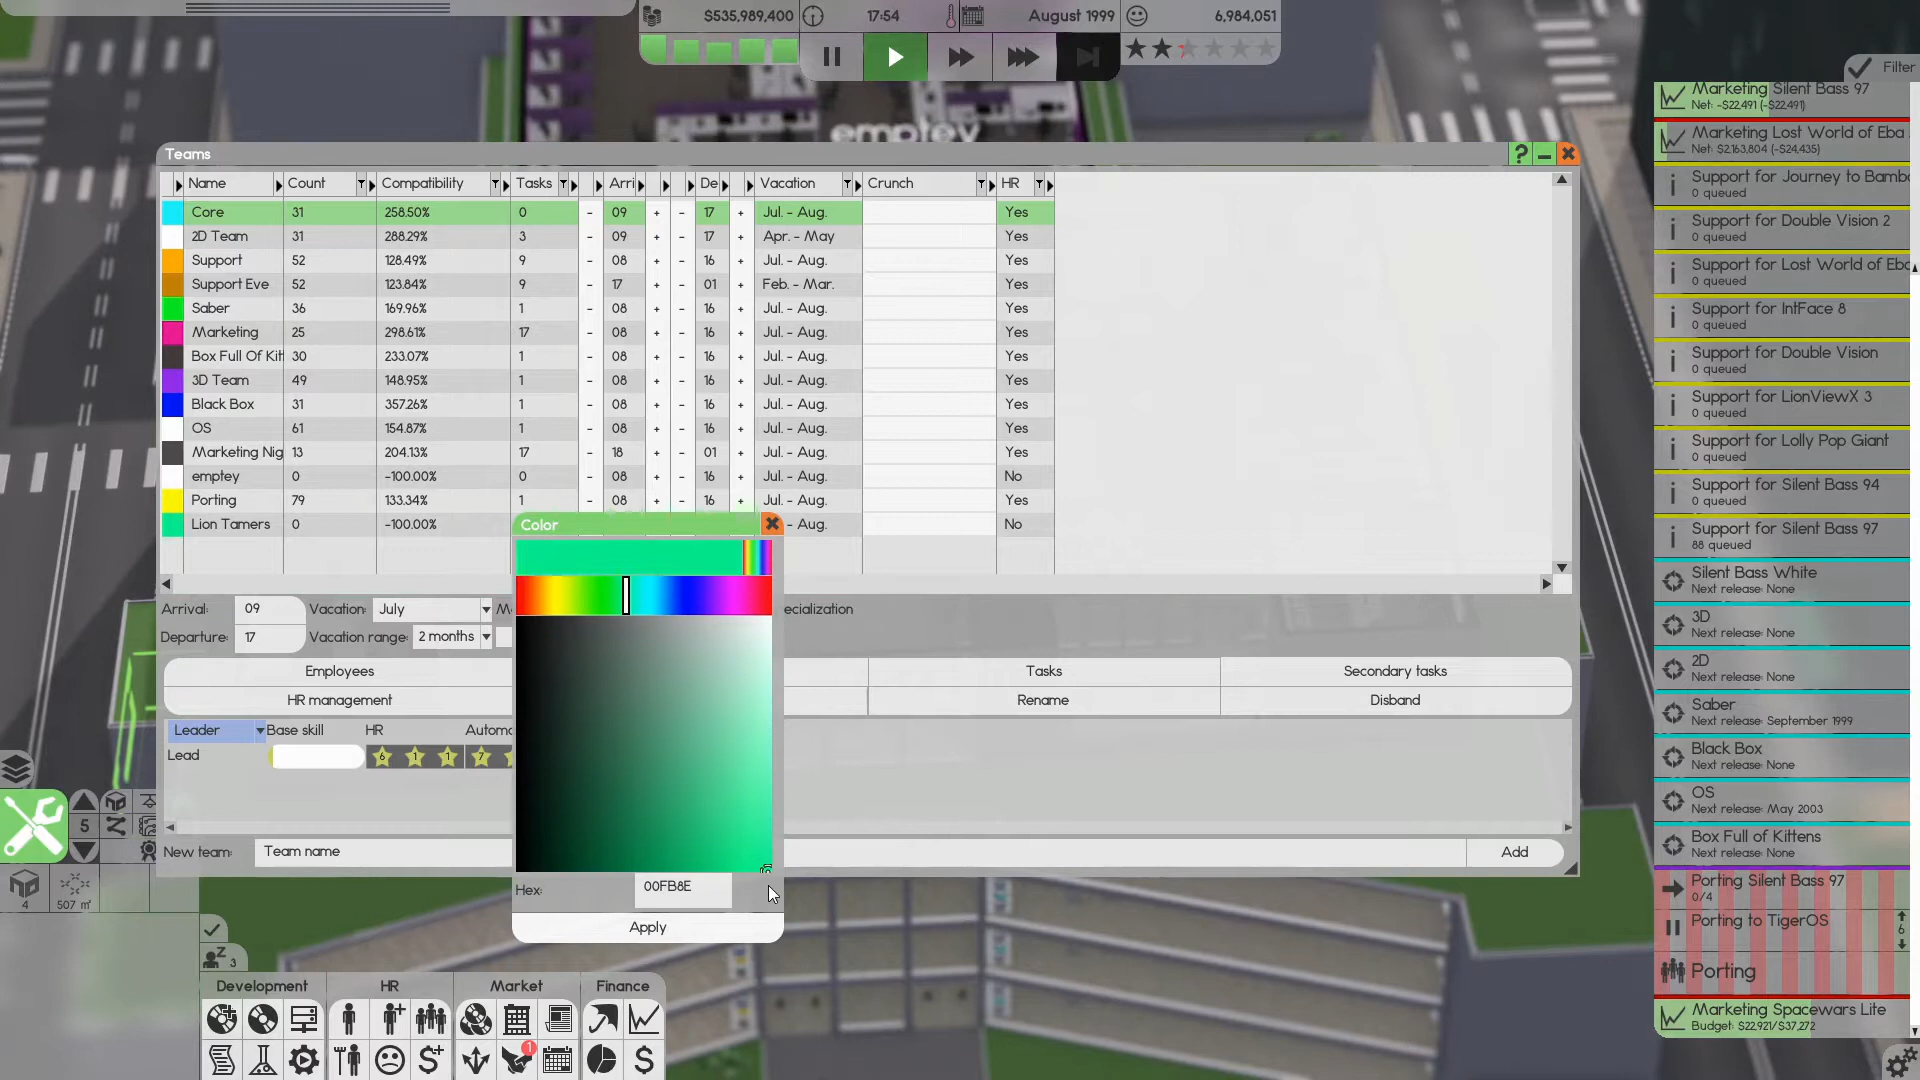 $535,989,400
17:54
August 1999
6,984,051
Filter
emptey
Teams
?
Name Count Compatibility Tasks Arri De Vacation Crunch HR
Core 31 258.50% 0 - 09 + - 17 + Jul. - Aug. Yes
2D Team 31 288.29% 3 - 09 + - 17 + Apr. - May Yes
Support 52 128.49% 9 - 08 + - 16 + Jul. - Aug. Yes
Support Eve 52 123.84% 9 - 17 + - 01 + Feb. - Mar. Yes
Saber 36 169.96% 1 - 08 + - 16 + Jul. - Aug. Yes
Marketing 25 298.61% 17 - 08 + - 16 + Jul. - Aug. Yes
Box Full Of Kitt 30 233.07% 1 - 08 + - 16 + Jul. - Aug. Yes
3D Team 49 148.95% 1 - 08 + - 16 + Jul. - Aug. Yes
Black Box 31 357.26% 1 - 08 + - 16 + Jul. - Aug. Yes
OS 61 154.87% 1 - 08 + - 16 + Jul. - Aug. Yes
Marketing Nig 13 204.13% 17 - 18 + - 01 + Jul. - Aug. Yes
emptey 0 -100.00% 0 - 08 + - 16 + Jul. - Aug. No
Porting 79 133.34% 1 - 08 + - 16 + Jul. - Aug. Yes
Lion Tamers 0 -100.00% - Aug. No
Color
Arrival: 09 Vacation: July ecialization
Departure: 17 Vacation range: 2 months
Employees Tasks Secondary tasks
HR management Rename Disband
Leader Base skill HR Automa
Lead 6 1 1 7
New team: Team name Add
Hex: 00FB8E
Apply
5
4
507 m²
3
Development HR Market Finance
1
Marketing Silent Bass 97
Net: -$22,491 (-$22,491)
Marketing Lost World of Eba
Net: $2,163,804 (-$24,435)
Support for Journey to Bambo
0 queued
Support for Double Vision 2
0 queued
Support for Lost World of Eba
0 queued
Support for IntFace 8
0 queued
Support for Double Vision
0 queued
Support for LionViewX 3
0 queued
Support for Lolly Pop Giant
0 queued
Support for Silent Bass 94
0 queued
Support for Silent Bass 97
88 queued
Silent Bass White
Next release: None
3D
Next release: None
2D
Next release: None
Saber
Next release: September 1999
Black Box
Next release: None
OS
Next release: May 2003
Box Full of Kittens
Next release: None
Porting Silent Bass 97
0/4
Porting to TigerOS
6
Porting
Marketing Spacewars Lite
Budget: $22,921/$37,272